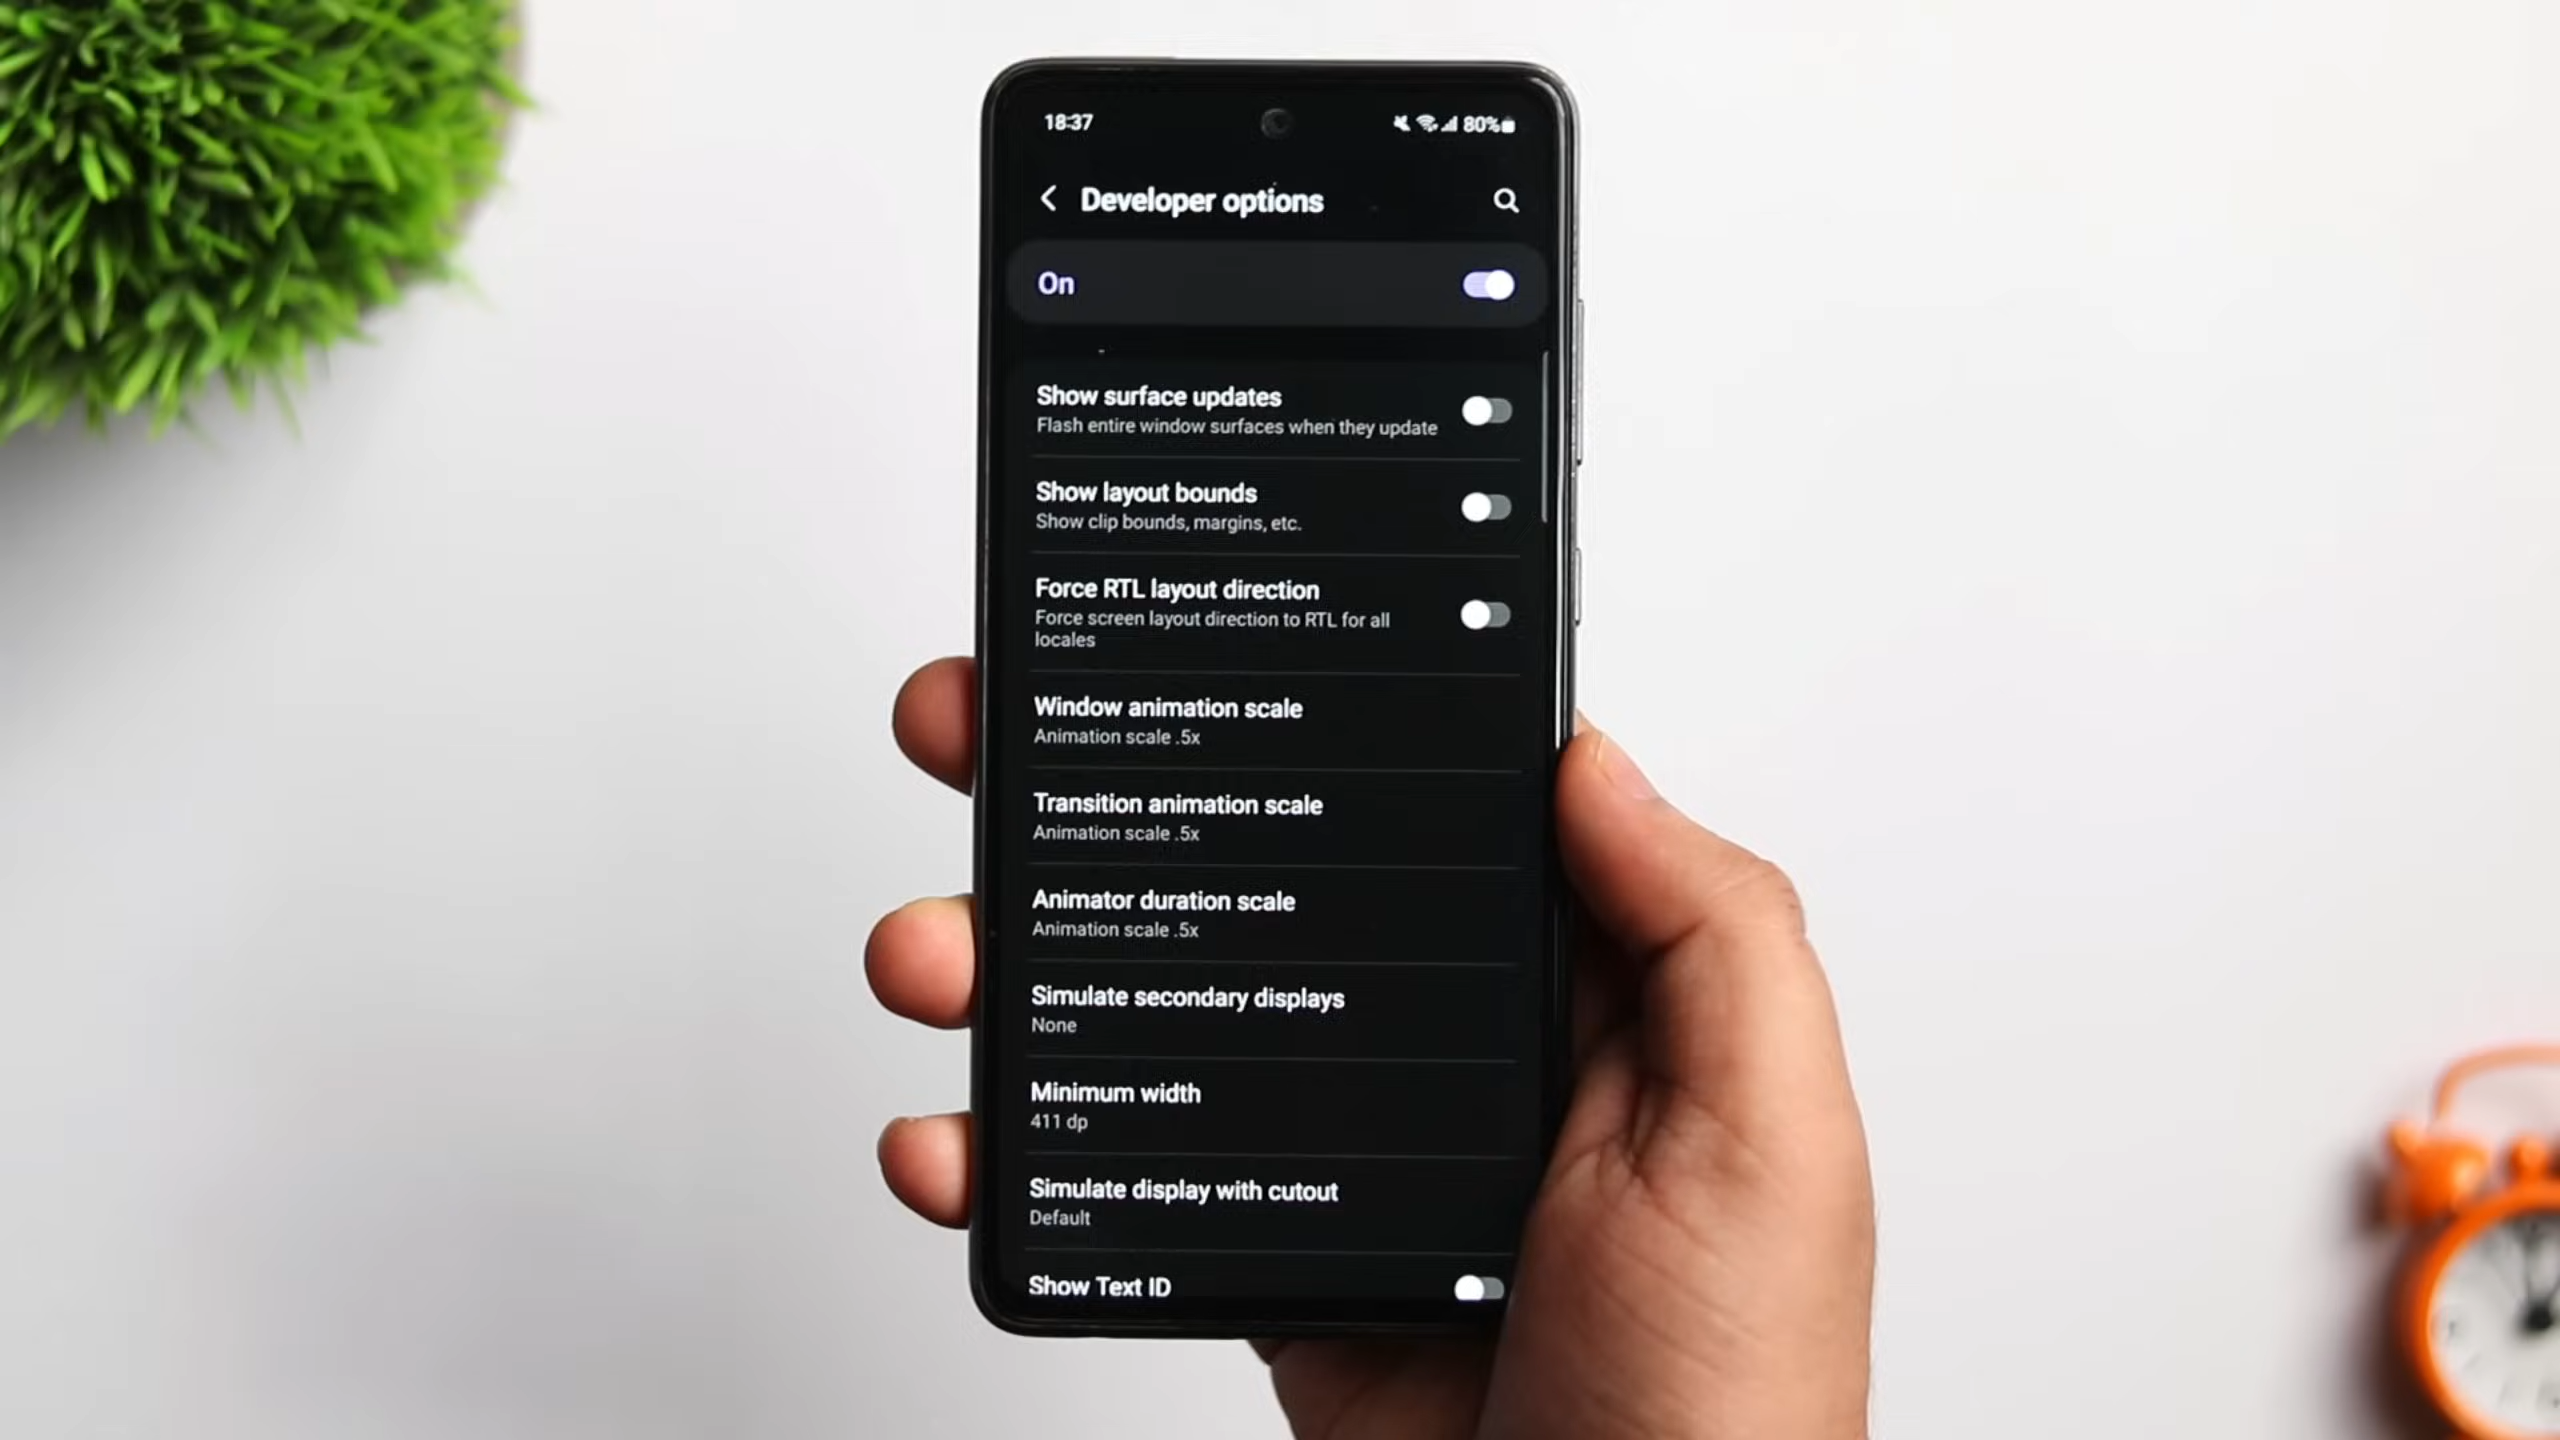 18:37
80%
Developer options
On
Show surface updates
Flash entire window surfaces when they update
Show layout bounds
Show clip bounds, margins, etc.
Force RTL layout direction
Force screen layout direction to RTL for all
locales
Window animation scale
Animation scale .5x
Transition animation scale
Animation scale .5x
Animator duration scale
Animation scale .5x
Simulate secondary displays
None
Minimum width
411 dp
Simulate display with cutout
Default
Show Text ID